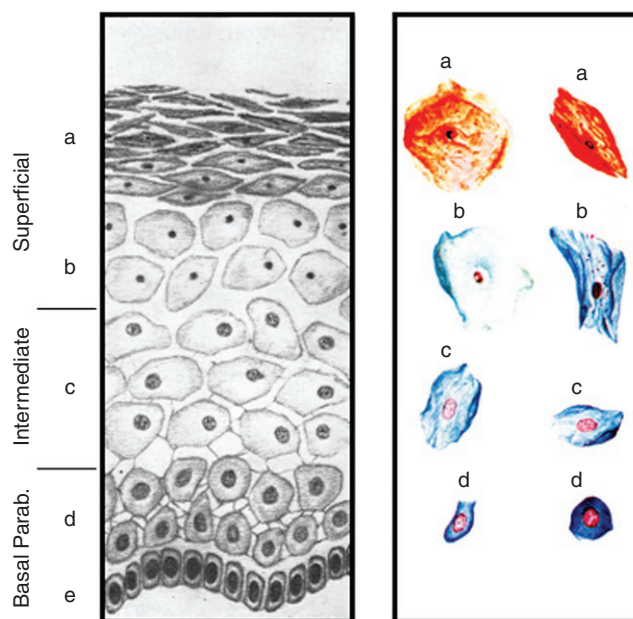 Superficial
Intermediate
Basal Parab.
a
b
c
d
e
a
a
b
b
c
c
d
d